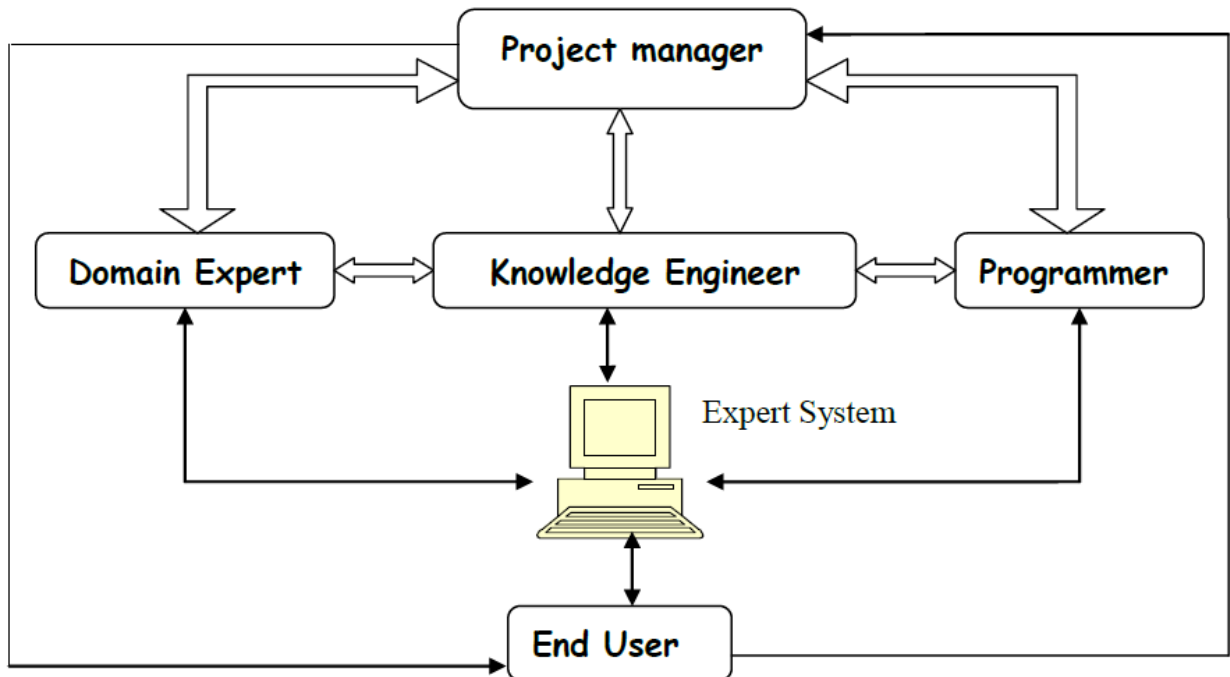 Project manager
Domain Expert
Knowledge Engineer
Programmer
Expert System
End User